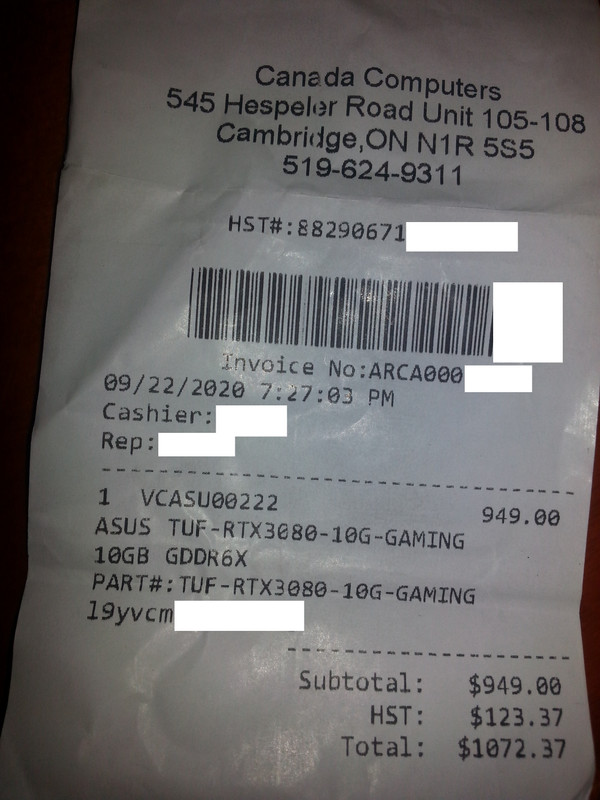 Canada Computers
545 Hespeler Road Unit 105-108
Cambridge,ON N1R 5S5
519-624-9311
HST#:88290671
Invoice No:ARCA000
09/22/2020 7:27:03 PM
Cashier:
Rep:
1 VCASU00222 949.00
ASUS TUF-RTX3080-10G-GAMING
10GB GDDR6X
PART#:TUF-RTX3080-10G-GAMING
l9yvcm
Subtotal: $949.00
HST: $123.37
Total: $1072.37